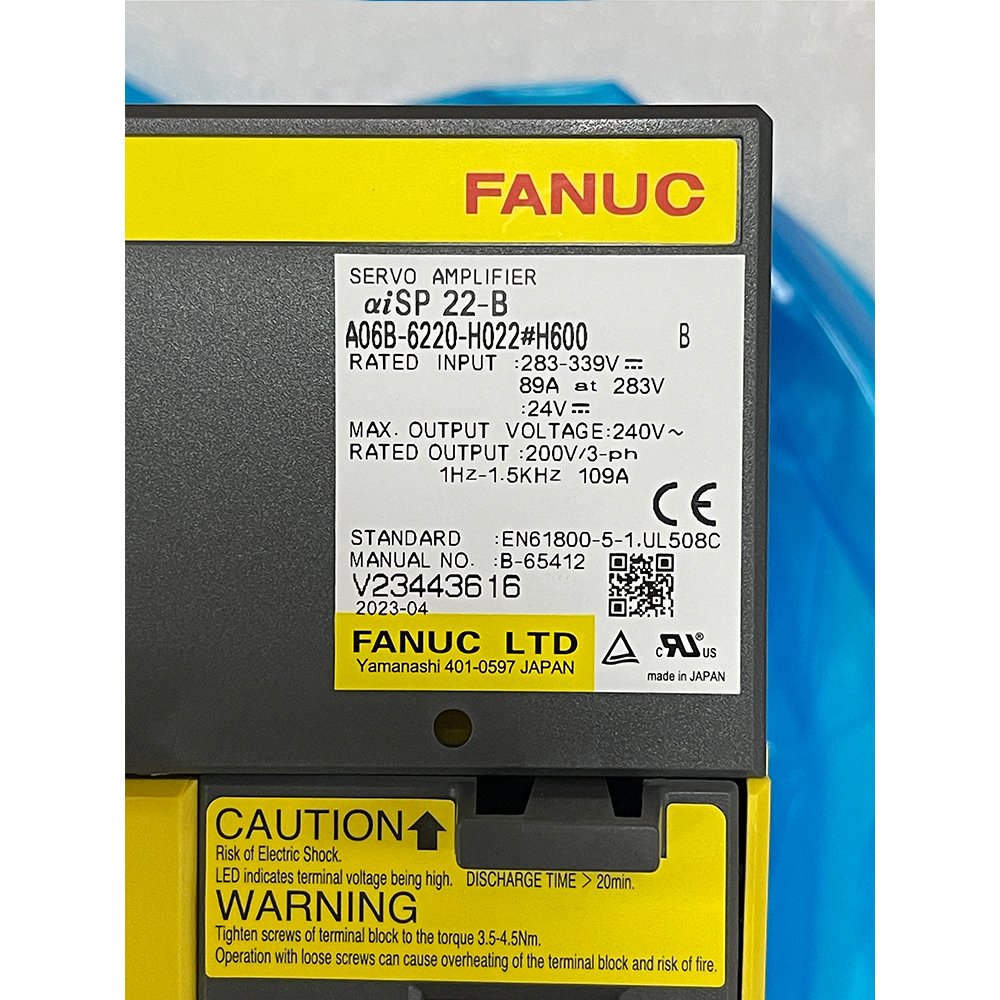 FANUC
SERVO AMPLIFIER
αiSP 22-B
A06B-6220-H022#H600 B
RATED INPUT :283-339V⎓
89A at 283V
:24V⎓
MAX. OUTPUT VOLTAGE:240V~
RATED OUTPUT :200V/3-ph
1Hz-1.5KHz 109A
CE
STANDARD :EN61800-5-1.UL508C
MANUAL NO. :B-65412
V23443616
2023-04
FANUC LTD
Yamanashi 401-0597 JAPAN
c RU® US
made in JAPAN
CAUTION
Risk of Electric Shock.
LED indicates terminal voltage being high. DISCHARGE TIME > 20min.
WARNING
Tighten screws of terminal block to the torque 3.5-4.5Nm.
Operation with loose screws can cause overheating of the terminal block and risk of fire.